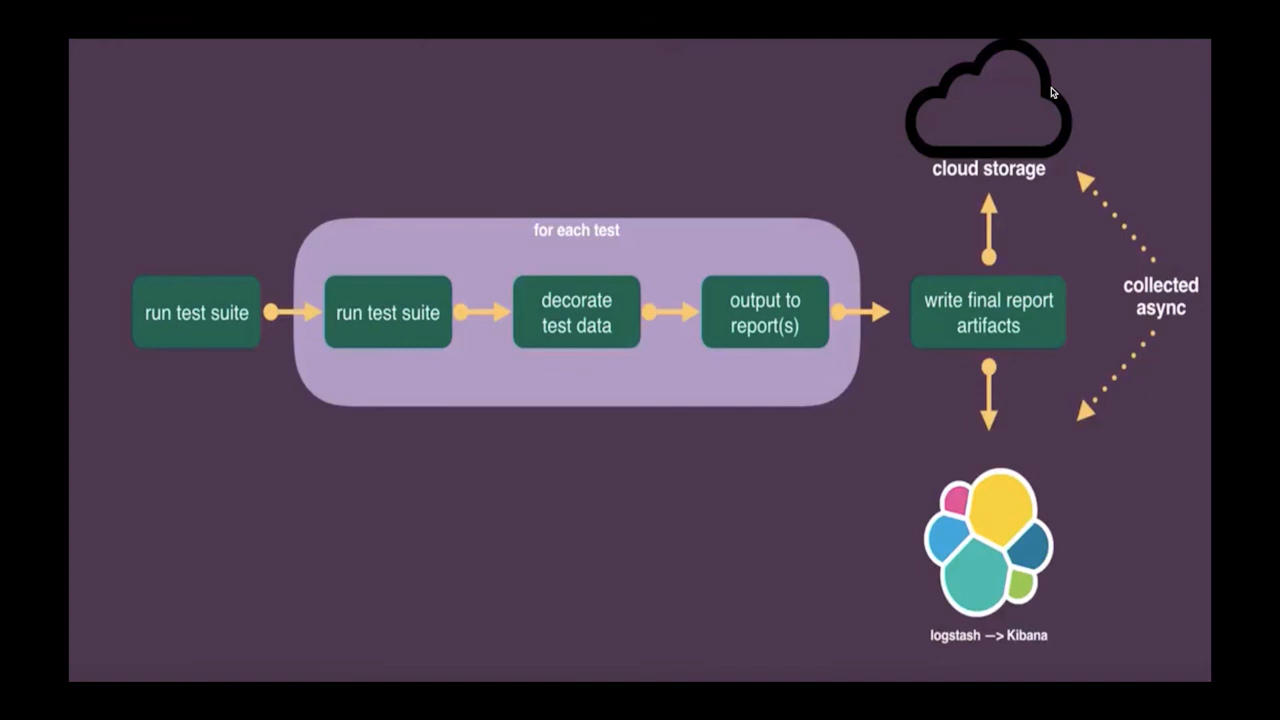 cloud storage
for each test
run test suite
run test suite
decorate
test data
output to
report(s)
write final report
artifacts
collected
async
logstash —> Kibana